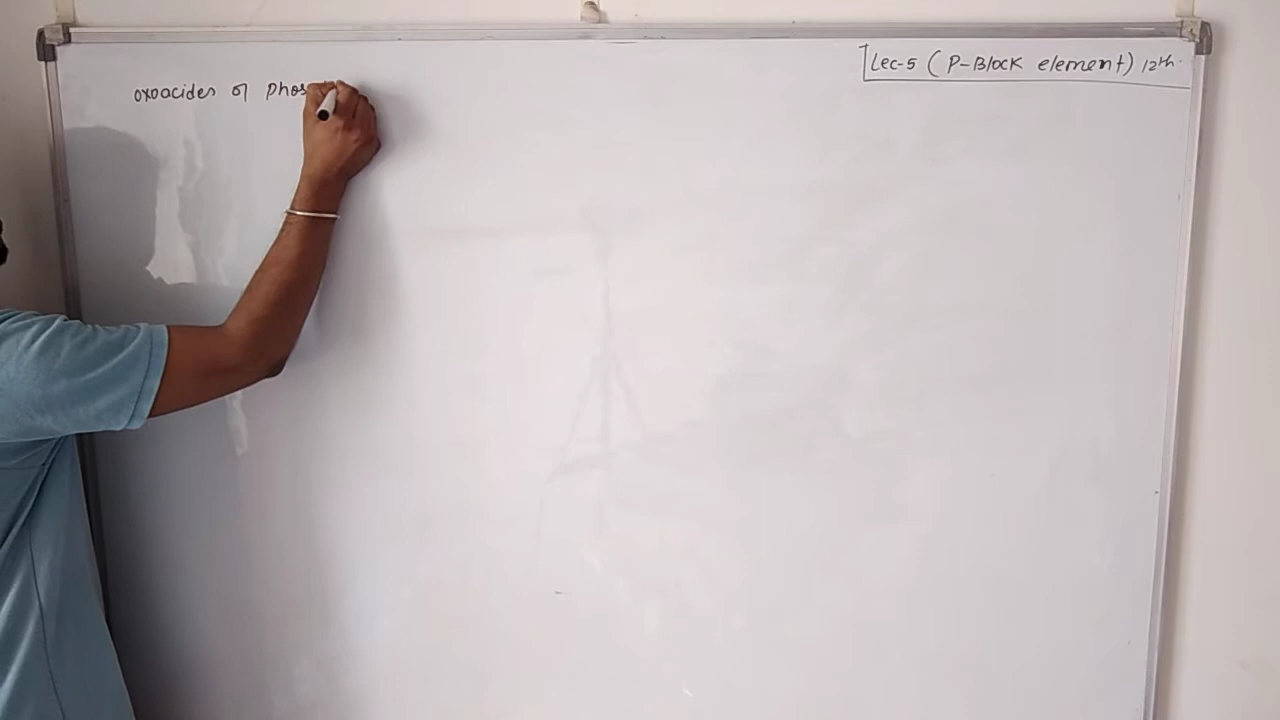 oxoacides of phos
Lec-5 (P-Block element) 12th.